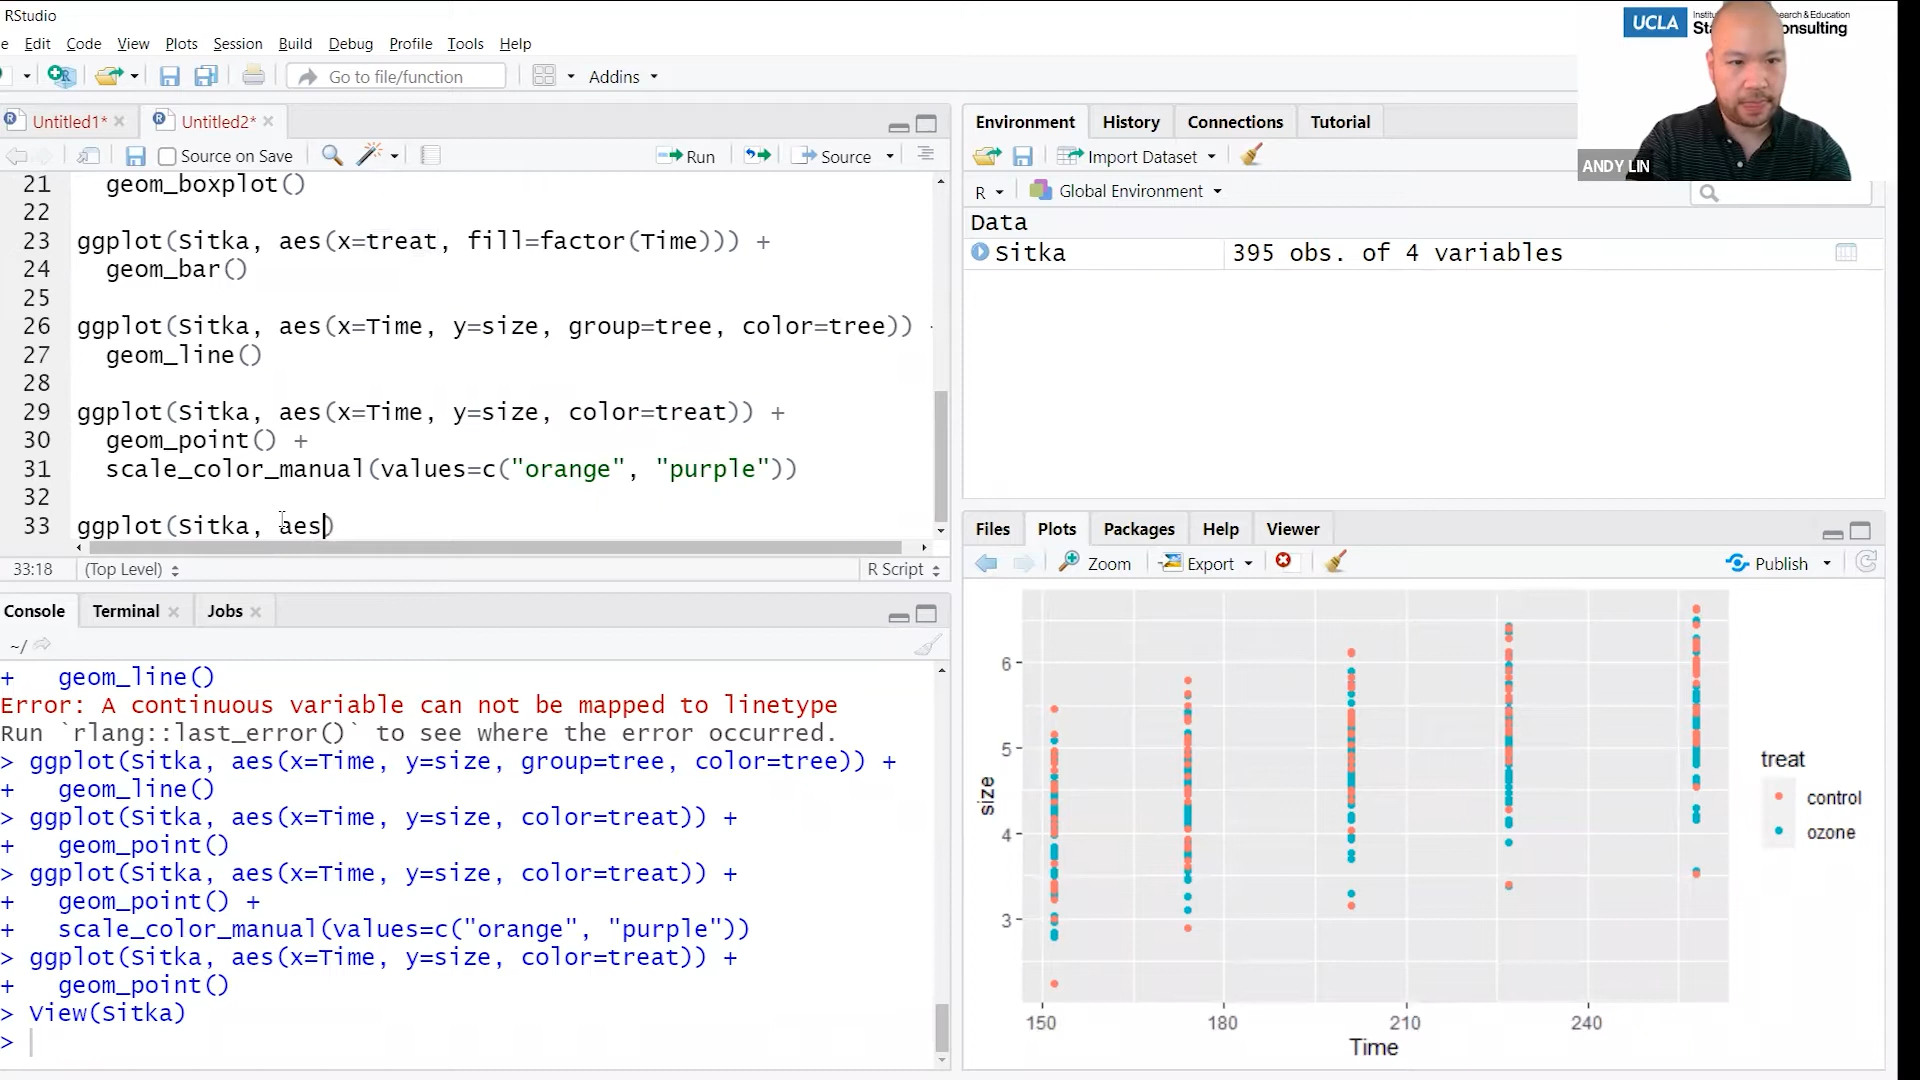 RStudio
e Edit Code View Plots Session Build Debug Profile Tools Help
Go to file/function
Addins
Untitled1*
Untitled2*
Source on Save
Run
Source
21 geom_boxplot()
22
23 ggplot(Sitka, aes(x=treat, fill=factor(Time))) +
24 geom_bar()
25
26 ggplot(Sitka, aes(x=Time, y=size, group=tree, color=tree))
27 geom_line()
28
29 ggplot(Sitka, aes(x=Time, y=size, color=treat)) +
30 geom_point() +
31 scale_color_manual(values=c("orange", "purple"))
32
33 ggplot(Sitka, aes)
33:18 (Top Level) R Script
Console Terminal Jobs
~/
+ geom_line()
Error: A continuous variable can not be mapped to linetype
Run `rlang::last_error()` to see where the error occurred.
> ggplot(Sitka, aes(x=Time, y=size, group=tree, color=tree)) +
+ geom_line()
> ggplot(Sitka, aes(x=Time, y=size, color=treat)) +
+ geom_point()
> ggplot(Sitka, aes(x=Time, y=size, color=treat)) +
+ geom_point() +
+ scale_color_manual(values=c("orange", "purple"))
> ggplot(Sitka, aes(x=Time, y=size, color=treat)) +
+ geom_point()
> View(Sitka)
>
Environment History Connections Tutorial
Import Dataset
R Global Environment
Data
Sitka 395 obs. of 4 variables
Files Plots Packages Help Viewer
Zoom Export Publish
6
5
4
3
size
150 180 210 240
Time
treat
control
ozone
UCLA
& Education
ANDY LIN